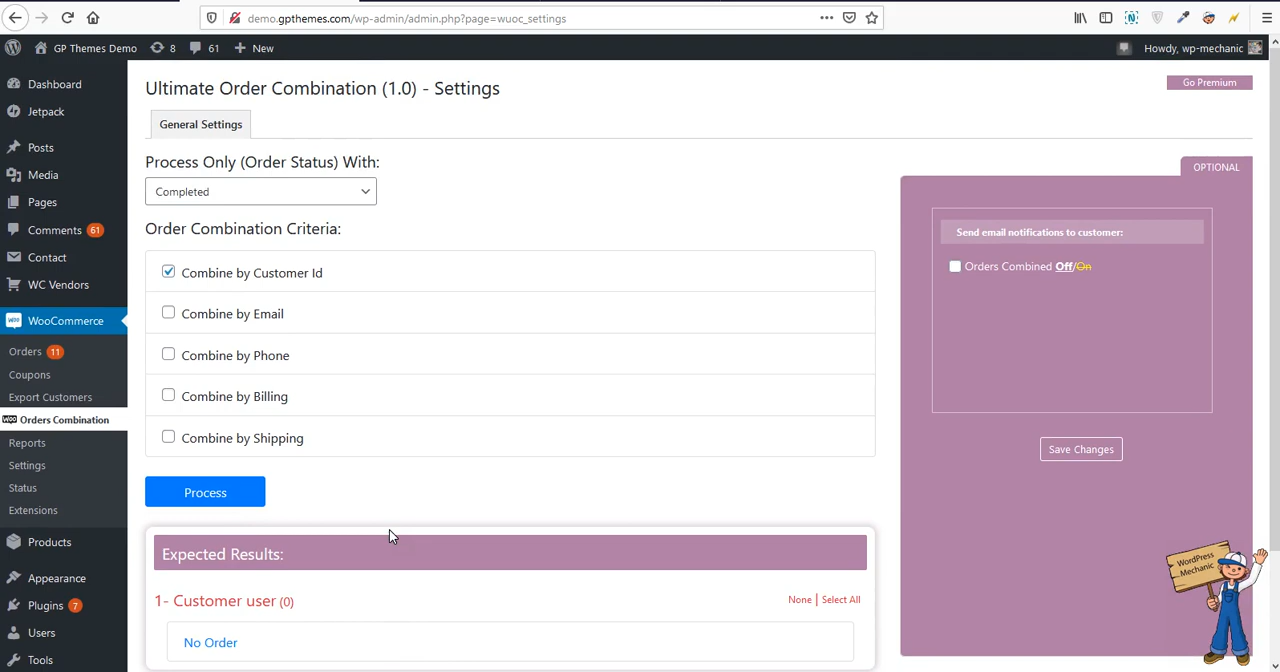 demo.gpthemes.com/wp-admin/admin.php?page=wuoc_settings
GP Themes Demo 8 61 New
Howdy, wp-mechanic
Dashboard
Jetpack
Posts
Media
Pages
Comments 61
Contact
WC Vendors
WooCommerce
Orders 11
Coupons
Export Customers
Orders Combination
Reports
Settings
Status
Extensions
Products
Appearance
Plugins 7
Users
Tools
Ultimate Order Combination (1.0) - Settings
Go Premium
General Settings
Process Only (Order Status) With:
Completed
Order Combination Criteria:
Combine by Customer Id
Combine by Email
Combine by Phone
Combine by Billing
Combine by Shipping
Process
Expected Results:
1- Customer user (0)
None | Select All
No Order
OPTIONAL
Send email notifications to customer:
Orders Combined Off/On
Save Changes
WordPress
Mechanic